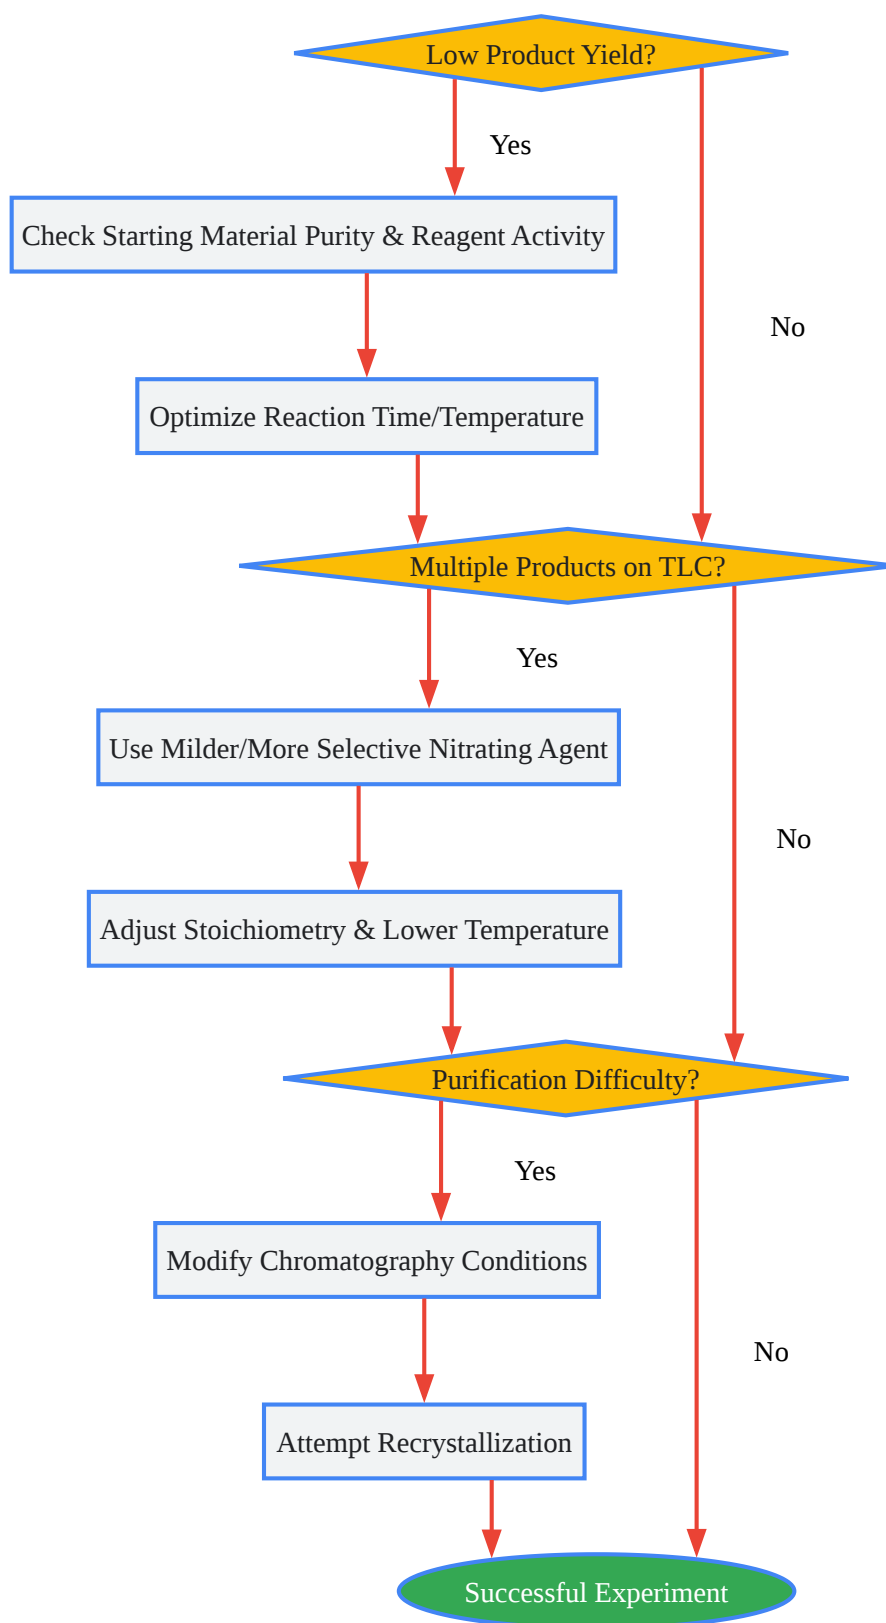 Low Product Yield?
Yes
Check Starting Material Purity & Reagent Activity
No
Optimize Reaction Time/Temperature
Multiple Products on TLC?
Yes
Use Milder/More Selective Nitrating Agent
No
Adjust Stoichiometry & Lower Temperature
Purification Difficulty?
Yes
Modify Chromatography Conditions
No
Attempt Recrystallization
Successful Experiment